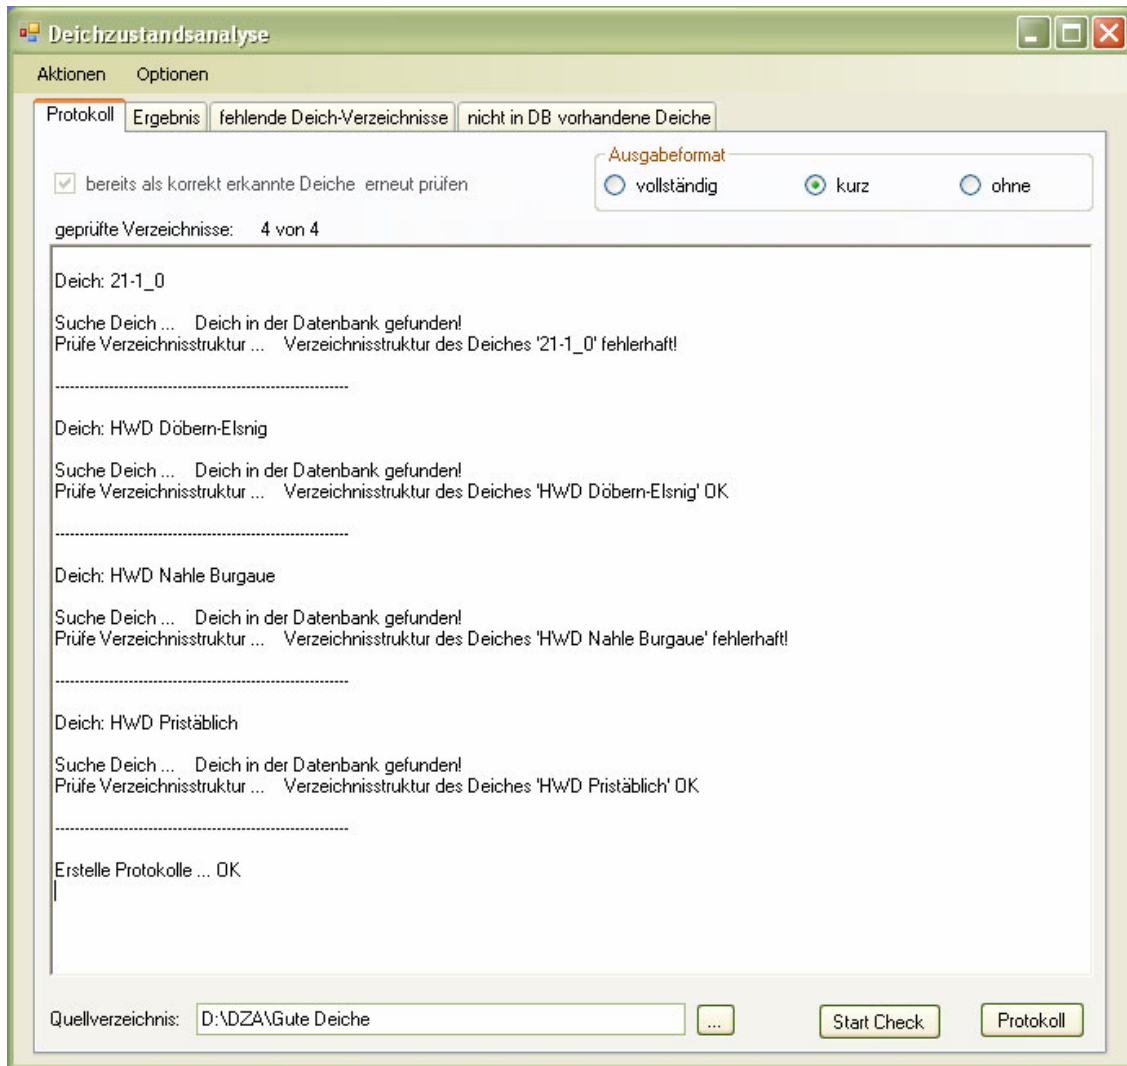 Deichzustandsanalyse
Aktionen Optionen
Protokoll Ergebnis fehlende Deich-Verzeichnisse nicht in DB vorhandene Deiche
Ausgabeformat
bereits als korrekt erkannte Deiche erneut prüfen
vollständig kurz ohne
geprüfte Verzeichnisse: 4 von 4
Deich: 21-1_0
Suche Deich ... Deich in der Datenbank gefunden!
Prüfe Verzeichnisstruktur ... Verzeichnisstruktur des Deiches '21-1_0' fehlerhaft!
-----------------------------------------------------------
Deich: HWD Döbern-Elsnig
Suche Deich ... Deich in der Datenbank gefunden!
Prüfe Verzeichnisstruktur ... Verzeichnisstruktur des Deiches 'HWD Döbern-Elsnig' OK
-----------------------------------------------------------
Deich: HWD Nahle Burgaue
Suche Deich ... Deich in der Datenbank gefunden!
Prüfe Verzeichnisstruktur ... Verzeichnisstruktur des Deiches 'HWD Nahle Burgaue' fehlerhaft!
-----------------------------------------------------------
Deich: HWD Pristäblich
Suche Deich ... Deich in der Datenbank gefunden!
Prüfe Verzeichnisstruktur ... Verzeichnisstruktur des Deiches 'HWD Pristäblich' OK
-----------------------------------------------------------
Erstelle Protokolle ... OK
Quellverzeichnis: D:\DZA\Gute Deiche ... Start Check Protokoll